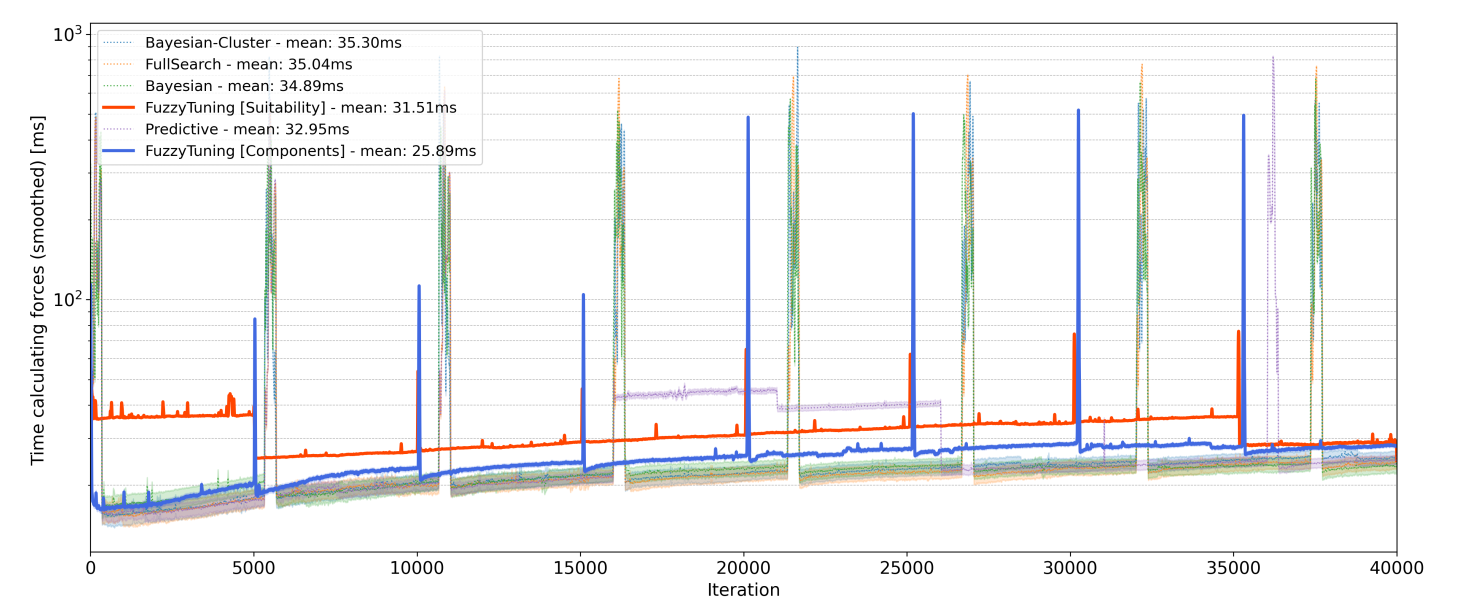 10³
10²
Time calculating forces (smoothed) [ms]
Bayesian-Cluster - mean: 35.30ms
FullSearch - mean: 35.04ms
Bayesian - mean: 34.89ms
FuzzyTuning [Suitability] - mean: 31.51ms
Predictive - mean: 32.95ms
FuzzyTuning [Components] - mean: 25.89ms
0 5000 10000 15000 20000 25000 30000 35000 40000
Iteration